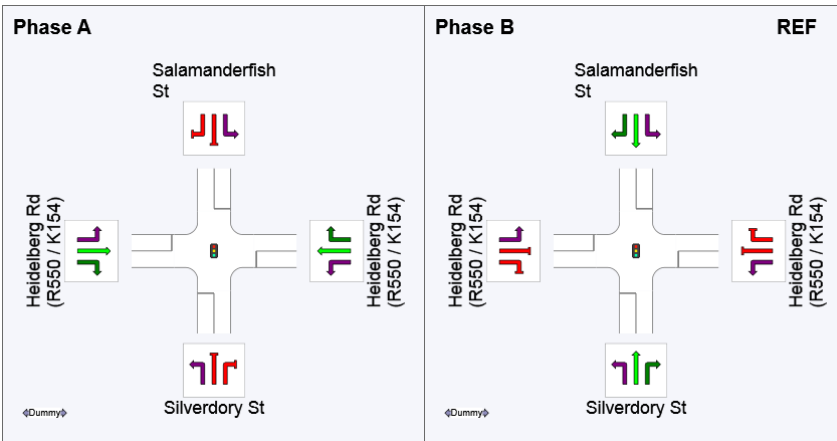 Phase A
Salamanderfish
St
Heidelberg Rd
(R550 / K154)
Heidelberg Rd
(R550 / K154)
Silverdory St
Dummy
Phase B
REF
Salamanderfish
St
Heidelberg Rd
(R550 / K154)
Heidelberg Rd
(R550 / K154)
Silverdory St
Dummy